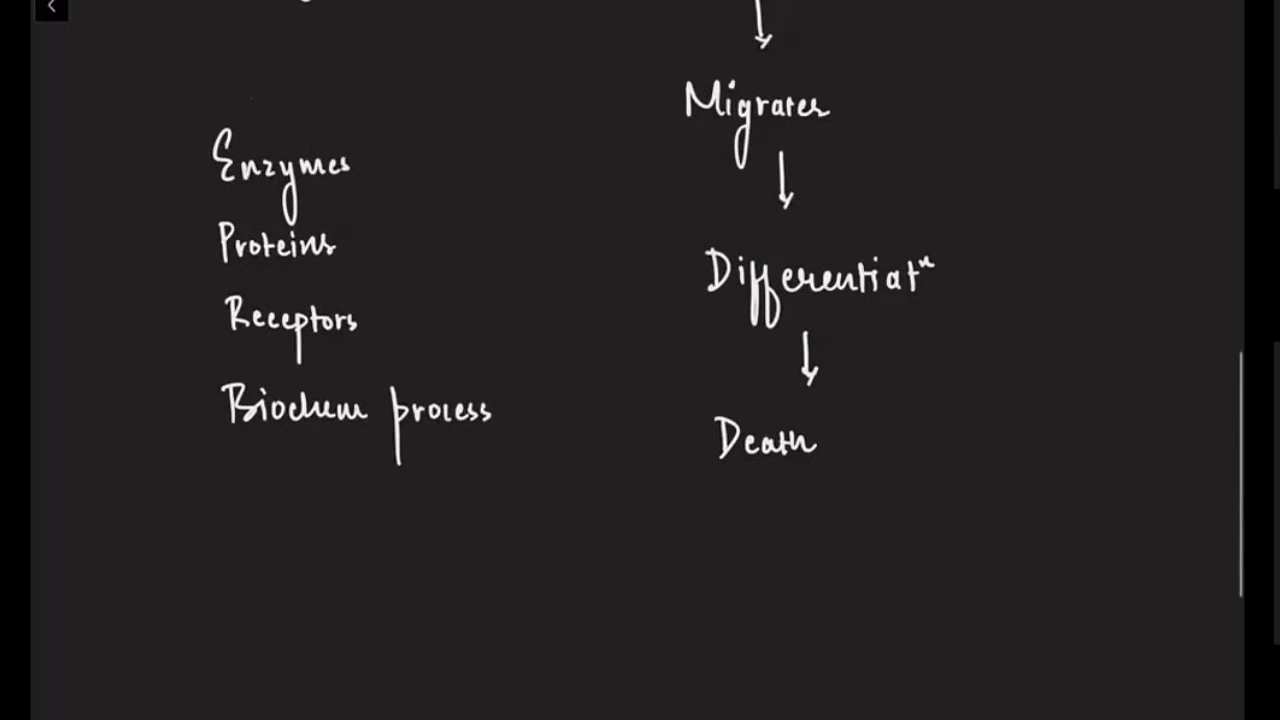 Migrates
Enzymes
Proteins
Differentiatⁿ
Receptors
Biochem process
Death